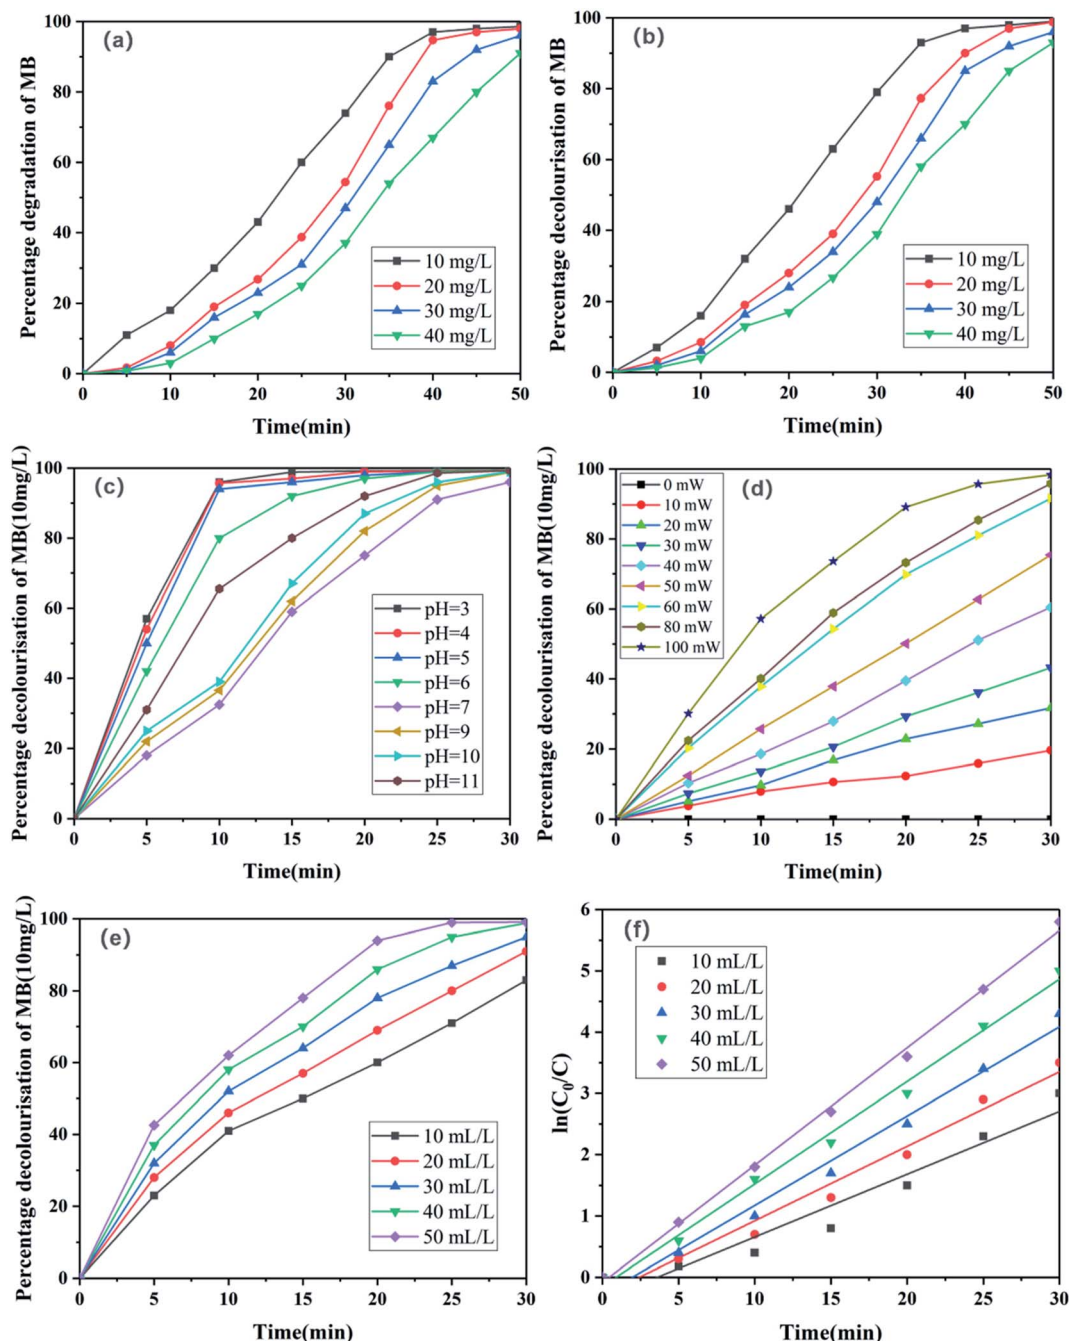 (a)
Percentage degradation of MB
100
80
60
40
20
0
10 mg/L
20 mg/L
30 mg/L
40 mg/L
0 10 20 30 40 50
Time(min)
(b)
Percentage decolourisation of MB
100
80
60
40
20
0
10 mg/L
20 mg/L
30 mg/L
40 mg/L
0 10 20 30 40 50
Time(min)
(c)
Percentage decolourisation of MB(10mg/L)
100
80
60
40
20
0
pH=3
pH=4
pH=5
pH=6
pH=7
pH=9
pH=10
pH=11
0 5 10 15 20 25 30
Time(min)
(d)
Percentage decolourisation of MB(10mg/L)
100
80
60
40
20
0
0 mW
10 mW
20 mW
30 mW
40 mW
50 mW
60 mW
80 mW
100 mW
0 5 10 15 20 25 30
Time(min)
(e)
Percentage decolourisation of MB(10mg/L)
100
80
60
40
20
0
10 mL/L
20 mL/L
30 mL/L
40 mL/L
50 mL/L
0 5 10 15 20 25 30
Time(min)
(f)
ln(C₀/C)
6
5
4
3
2
1
0
10 mL/L
20 mL/L
30 mL/L
40 mL/L
50 mL/L
0 5 10 15 20 25 30
Time(min)